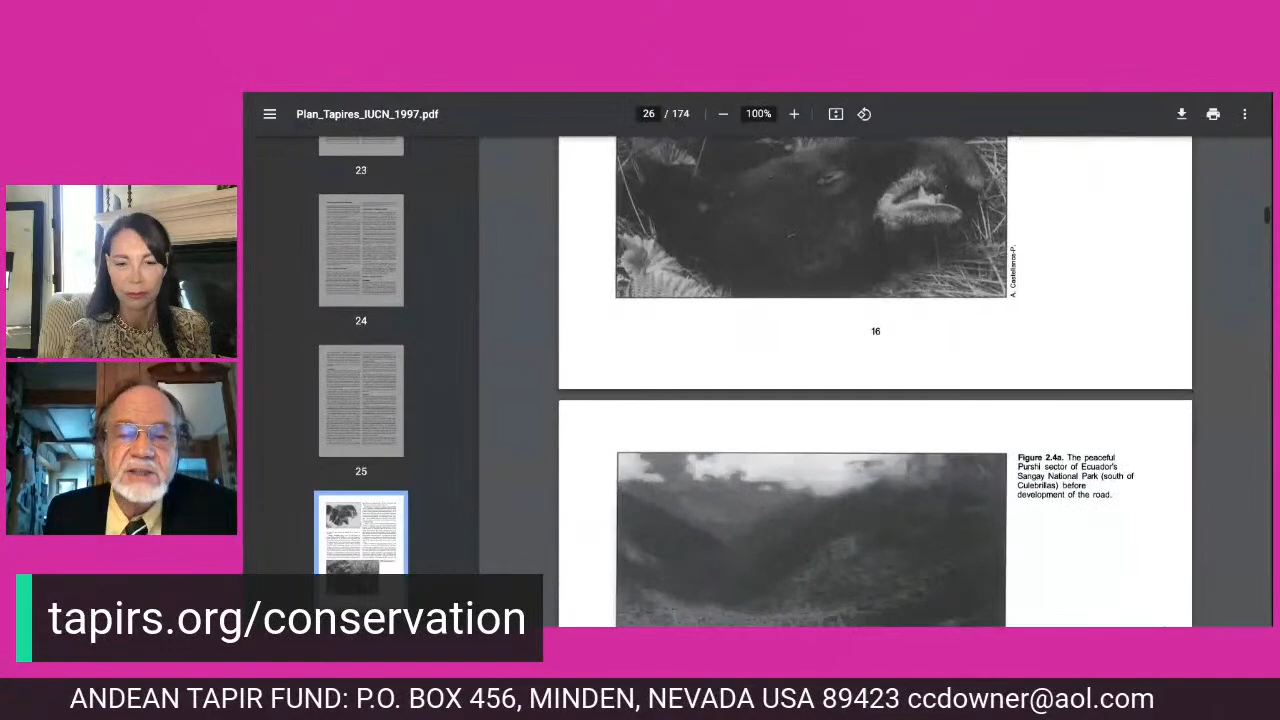 Plan_Tapires_IUCN_1997.pdf
26 / 174
100%
23
24
25
A. Castellanos-P.
16
Figure 2.4a. The peaceful
Purshi sector of Ecuador's
Sangay National Park (south of
Culebrillas) before
development of the road.
tapirs.org/conservation
ANDEAN TAPIR FUND: P.O. BOX 456, MINDEN, NEVADA USA 89423 ccdowner@aol.com